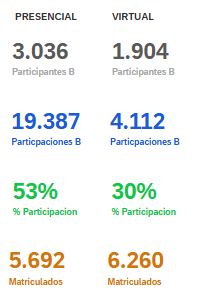 PRESENCIAL VIRTUAL
3.036 1.904
Participantes B Participantes B
19.387 4.112
Particpaciones B Particpaciones B
53% 30%
% Participacion % Participacion
5.692 6.260
Matriculados Matriculados